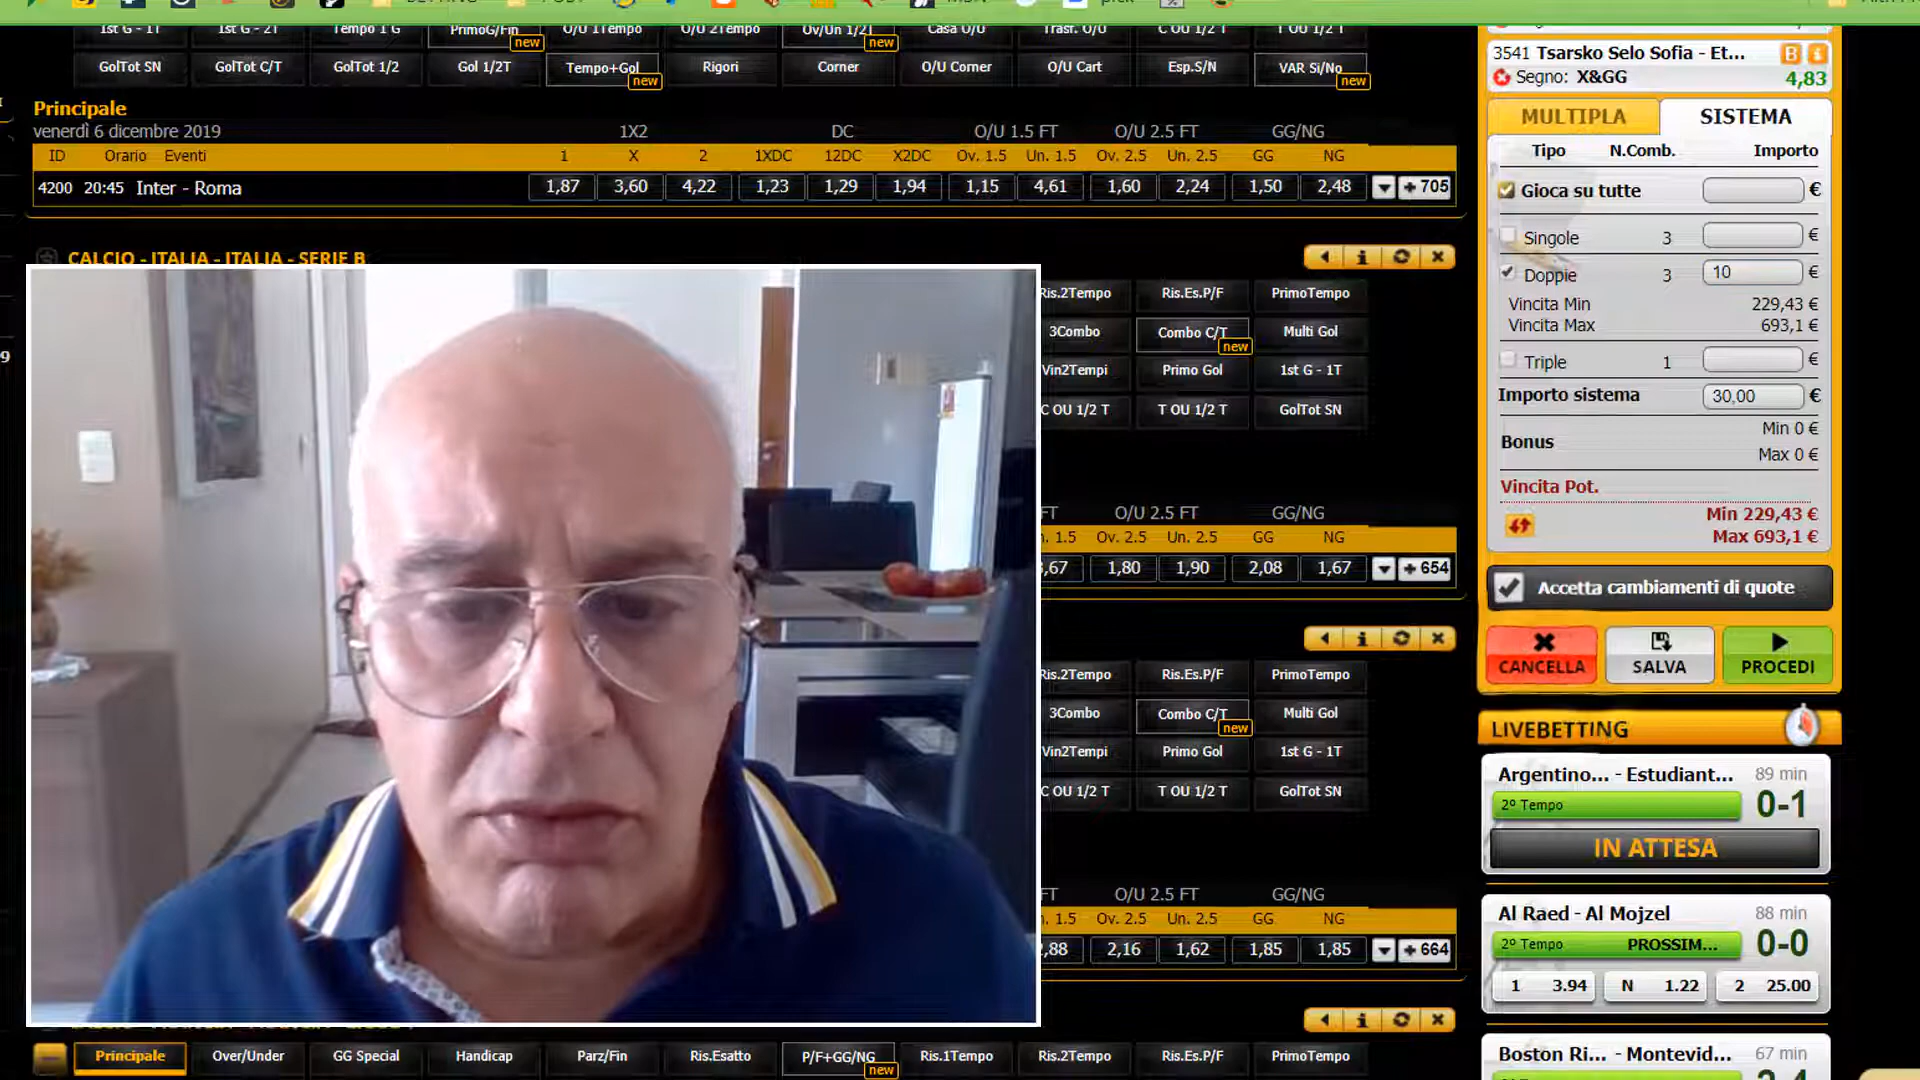 1st G - 1T 1st G - 2T Tempo 1 G PrimoG/Fin O/U 1Tempo O/U 2Tempo Ov/Un 1/2T Casa O/U Trasf. O/U C OU 1/2 T T OU 1/2 T
new new
GolTot SN GolTot C/T GolTot 1/2 Gol 1/2T Tempo+Gol Rigori Corner O/U Corner O/U Cart Esp.S/N VAR Si/No
new new
Principale
venerdì 6 dicembre 2019 1X2 DC O/U 1.5 FT O/U 2.5 FT GG/NG
ID Orario Eventi 1 X 2 1XDC 12DC X2DC Ov. 1.5 Un. 1.5 Ov. 2.5 Un. 2.5 GG NG
4200 20:45 Inter - Roma 1,87 3,60 4,22 1,23 1,29 1,94 1,15 4,61 1,60 2,24 1,50 2,48 +705
CALCIO - ITALIA - ITALIA - SERIE B
Ris.2Tempo Ris.Es.P/F PrimoTempo
3Combo Combo C/T Multi Gol
new
Vin2Tempi Primo Gol 1st G - 1T
C OU 1/2 T T OU 1/2 T GolTot SN
FT O/U 2.5 FT GG/NG
. 1.5 Ov. 2.5 Un. 2.5 GG NG
,67 1,80 1,90 2,08 1,67 +654
Ris.2Tempo Ris.Es.P/F PrimoTempo
3Combo Combo C/T Multi Gol
new
Vin2Tempi Primo Gol 1st G - 1T
C OU 1/2 T T OU 1/2 T GolTot SN
FT O/U 2.5 FT GG/NG
. 1.5 Ov. 2.5 Un. 2.5 GG NG
,88 2,16 1,62 1,85 1,85 +664
Principale Over/Under GG Special Handicap Parz/Fin Ris.Esatto P/F+GG/NG Ris.1Tempo Ris.2Tempo Ris.Es.P/F PrimoTempo
new
3541 Tsarsko Selo Sofia - Et... B
Segno: X&GG 4,83
MULTIPLA SISTEMA
Tipo N.Comb. Importo
Gioca su tutte €
Singole 3 €
Doppie 3 10 €
Vincita Min 229,43 €
Vincita Max 693,1 €
Triple 1 €
Importo sistema 30,00 €
Bonus Min 0 €
Max 0 €
Vincita Pot.
Min 229,43 €
Max 693,1 €
Accetta cambiamenti di quote
CANCELLA SALVA PROCEDI
LIVEBETTING
Argentino... - Estudiant... 89 min
2º Tempo 0-1
IN ATTESA
Al Raed - Al Mojzel 88 min
2º Tempo PROSSIM... 0-0
1 3.94 N 1.22 2 25.00
Boston Ri... - Montevid... 67 min